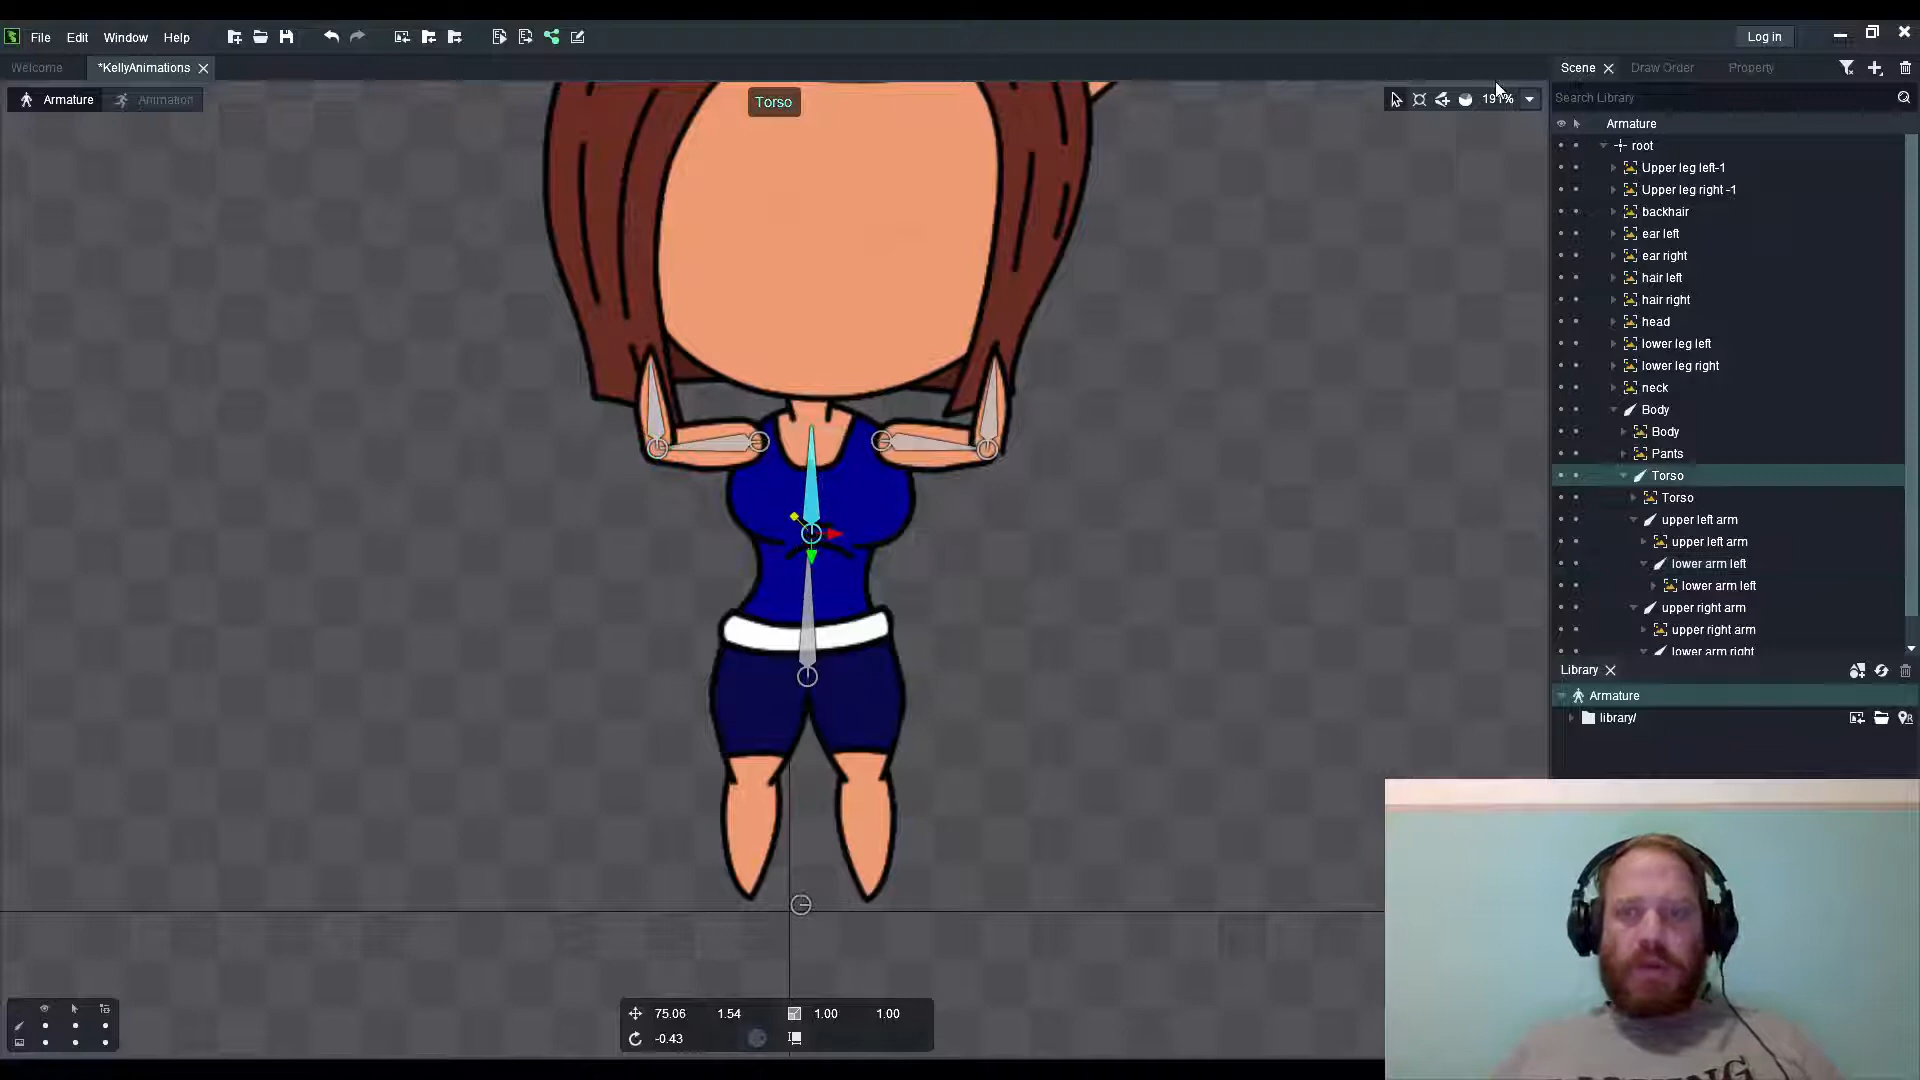 File Edit Window Help Log in
Welcome *KellyAnimations Scene Draw Order Property
Armature Animation Torso 191% Search Library
Armature
root
Upper leg left-1
Upper leg right -1
backhair
ear left
ear right
hair left
hair right
head
lower leg left
lower leg right
neck
Body
Body
Pants
Torso
Torso
upper left arm
upper left arm
lower arm left
lower arm left
upper right arm
upper right arm
lower arm right
Library
Armature
library/
75.06 1.54 1.00 1.00
-0.43